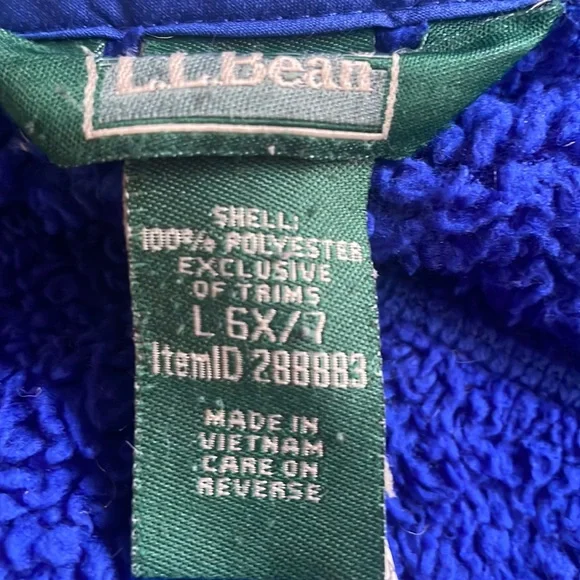 L.L.Bean
SHELL:
100% POLYESTER
EXCLUSIVE
OF TRIMS
L 6X/7
ItemID 288883
MADE IN
VIETNAM
CARE ON
REVERSE